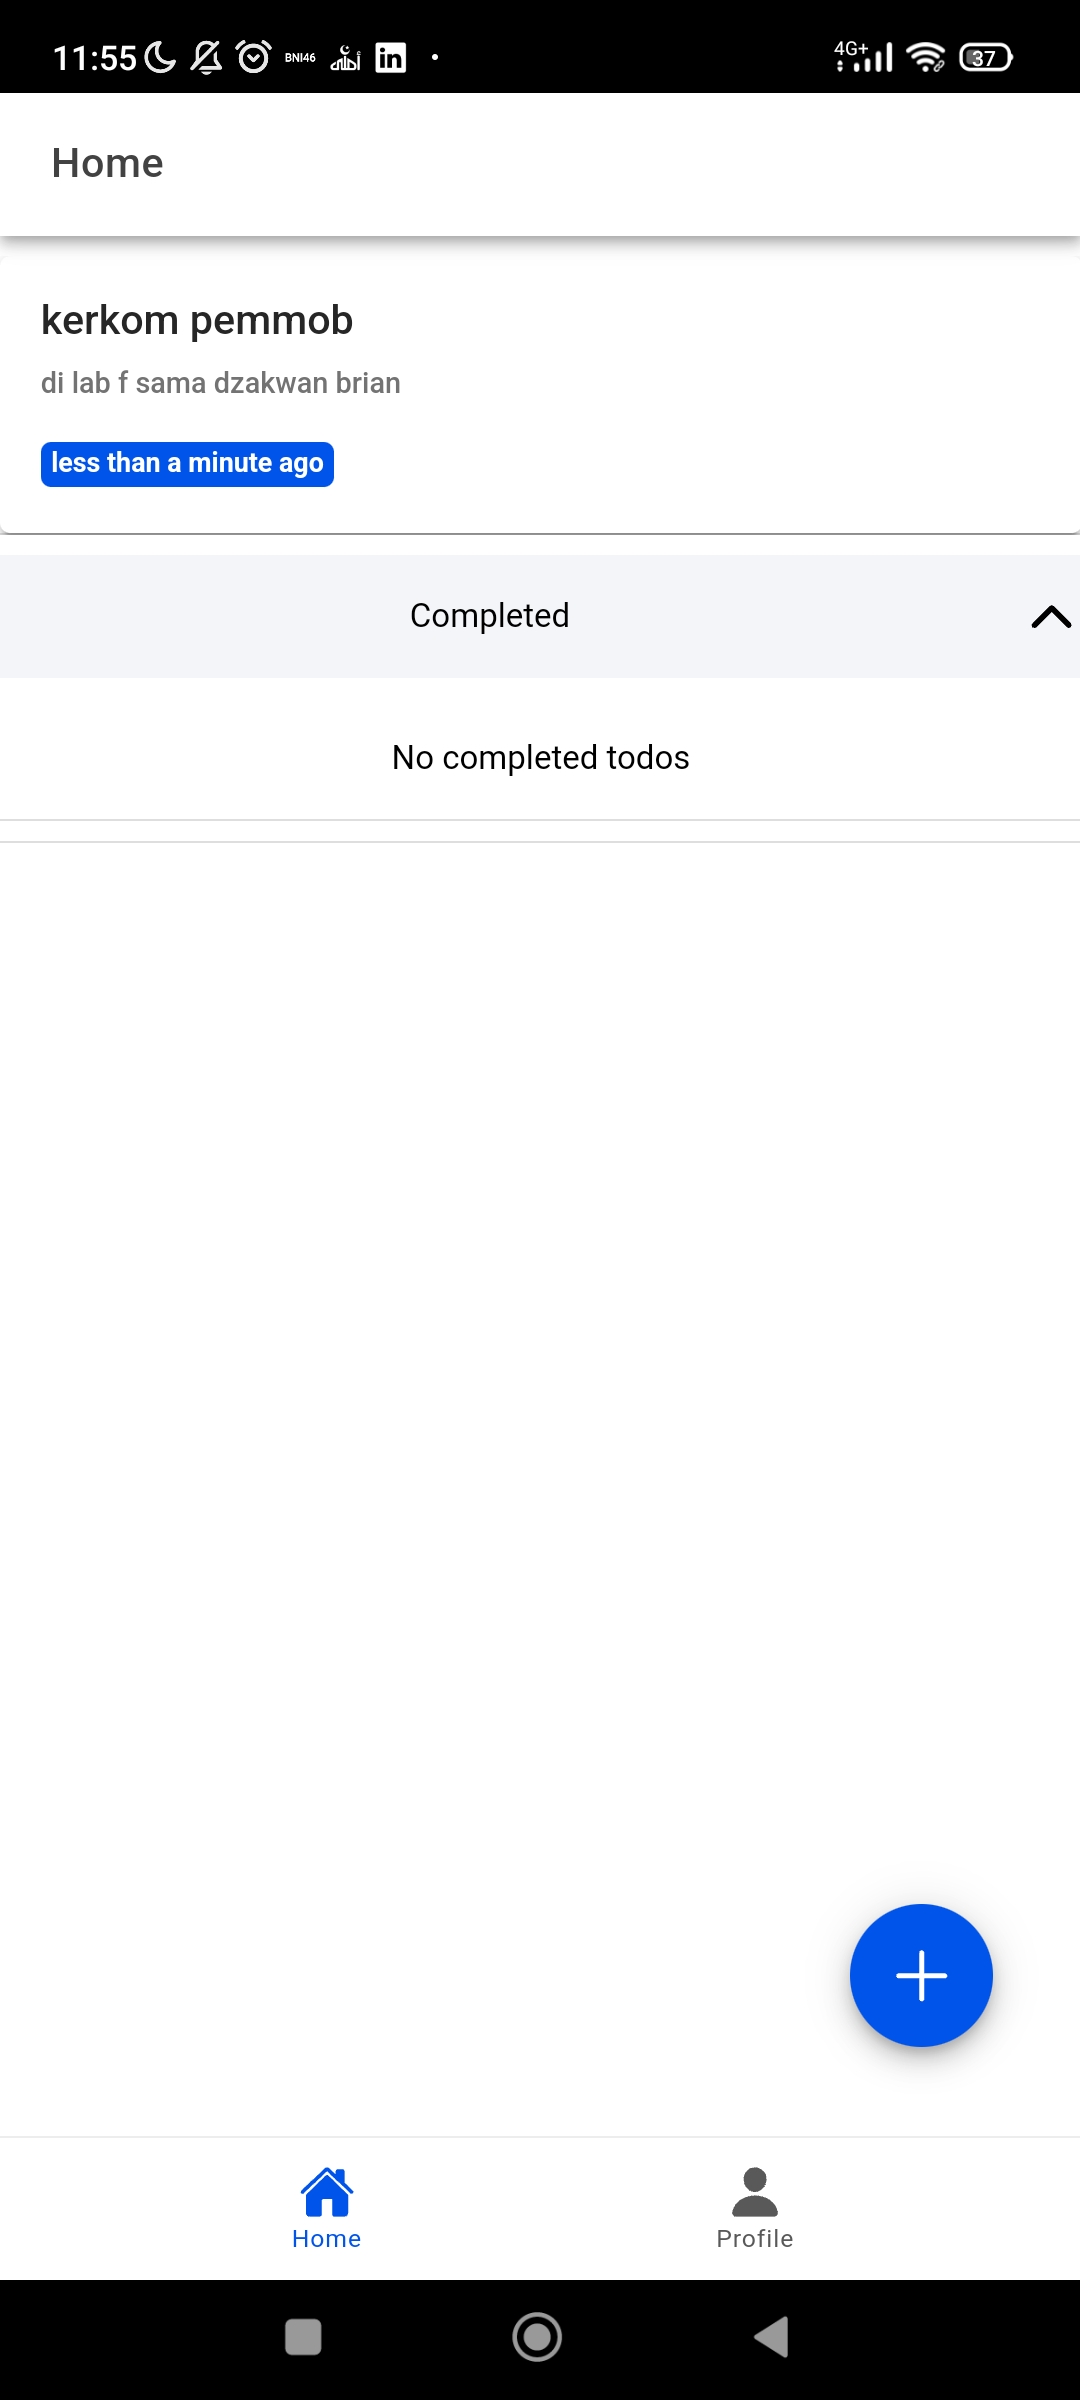 11:55 BNI46 in 4G+ 37
Home
kerkom pemmob
di lab f sama dzakwan brian
less than a minute ago
Completed
No completed todos
Home
Profile